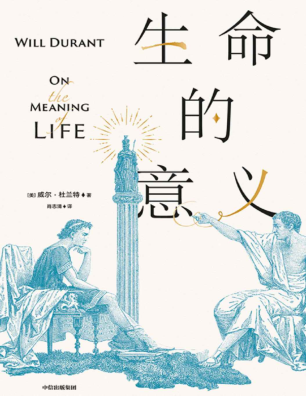 WILL DURANT
ON
the
MEANING
of
LIFE
生命
的
意义
[美] 威尔·杜兰特 著
译
中信出版集团